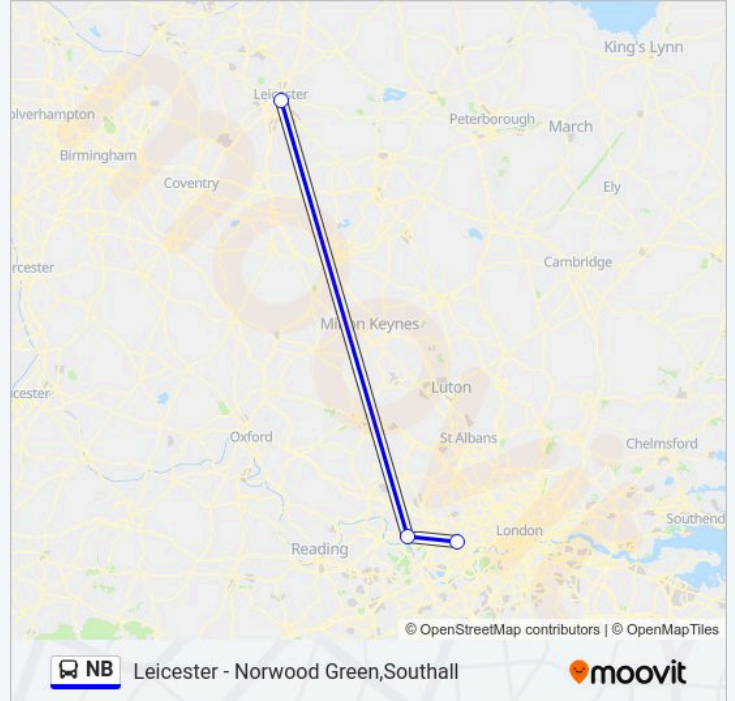 King's Lynn
Leicester
olverhampton
Peterborough
March
Birmingham
Coventry
Ely
rcester
Cambridge
Milton Keynes
Luton
cester
Oxford
St Albans
Chelmsford
Southend
London
Reading
© OpenStreetMap contributors | © OpenMapTiles
NB Leicester - Norwood Green,Southall
moovit